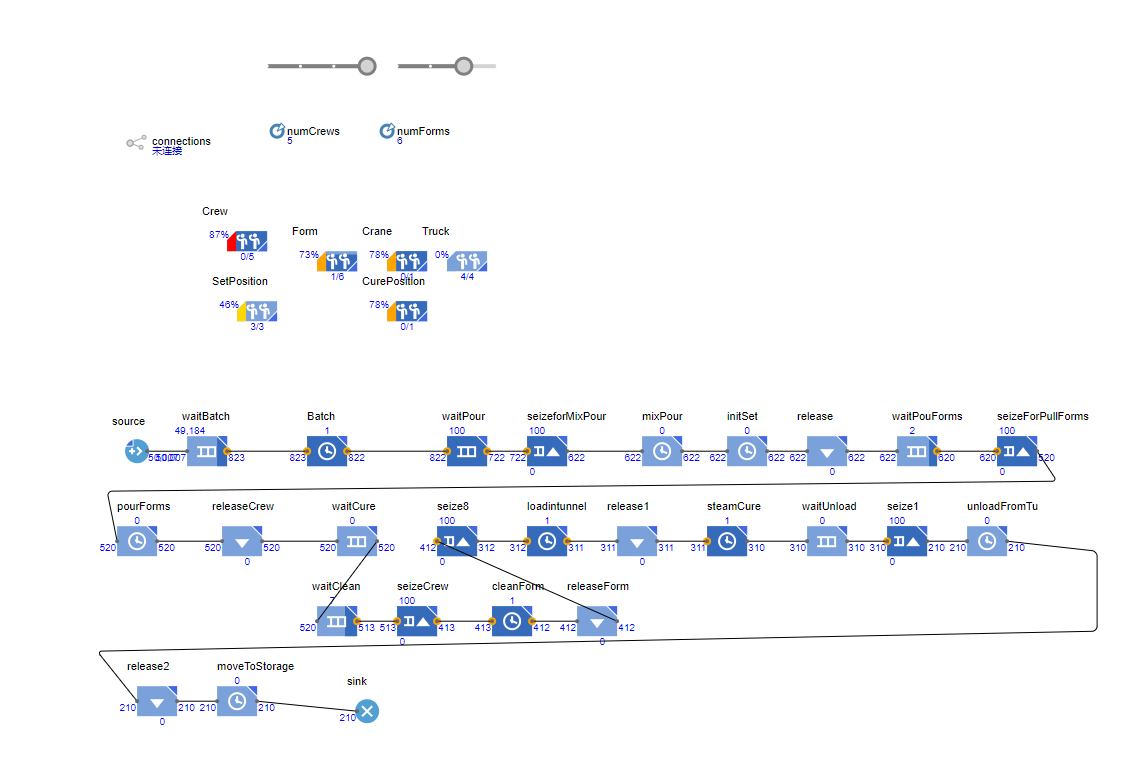 numCrews
5
numForms
6
connections
未连接
Crew
87%
0/5
Form
73%
1/6
Crane
78%
0/1
Truck
0%
4/4
SetPosition
46%
3/3
CurePosition
78%
0/1
source waitBatch Batch waitPour seizeforMixPour mixPour initSet release waitPouForms seizeForPullForms
49,184 1 100 100 0 0 2 100
823 823 822 822 722 722 622 622 622 622 622 622 622 622 620 620 520
0 0 0
pourForms releaseCrew waitCure seize8 loadintunnel release1 steamCure waitUnload seize1 unloadFromTu
0 0 100 1 1 0 100 0
520 520 520 520 520 520 412 312 312 311 311 311 311 310 310 310 310 210 210 210
0 0 0 0
waitClean seizeCrew cleanForm releaseForm
100 1
520 513 513 413 413 412 412 412
0 0
release2 moveToStorage sink
0
210 210 210 210 210
0